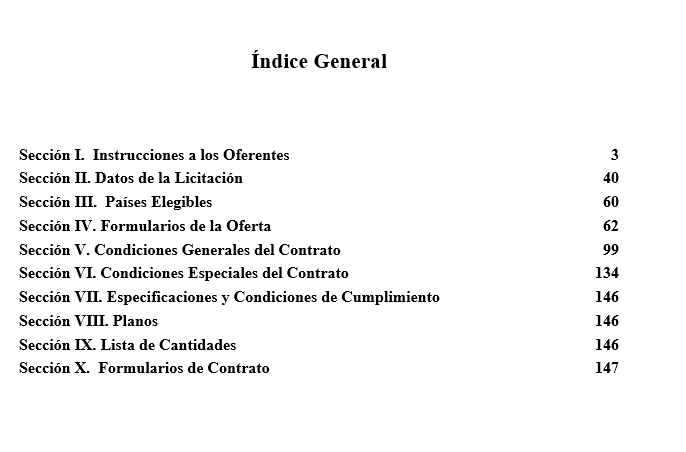 Índice General
Sección I.  Instrucciones a los Oferentes 3
Sección II. Datos de la Licitación 40
Sección III.  Países Elegibles 60
Sección IV. Formularios de la Oferta 62
Sección V. Condiciones Generales del Contrato 99
Sección VI. Condiciones Especiales del Contrato 134
Sección VII. Especificaciones y Condiciones de Cumplimiento 146
Sección VIII. Planos 146
Sección IX. Lista de Cantidades 146
Sección X.  Formularios de Contrato 147